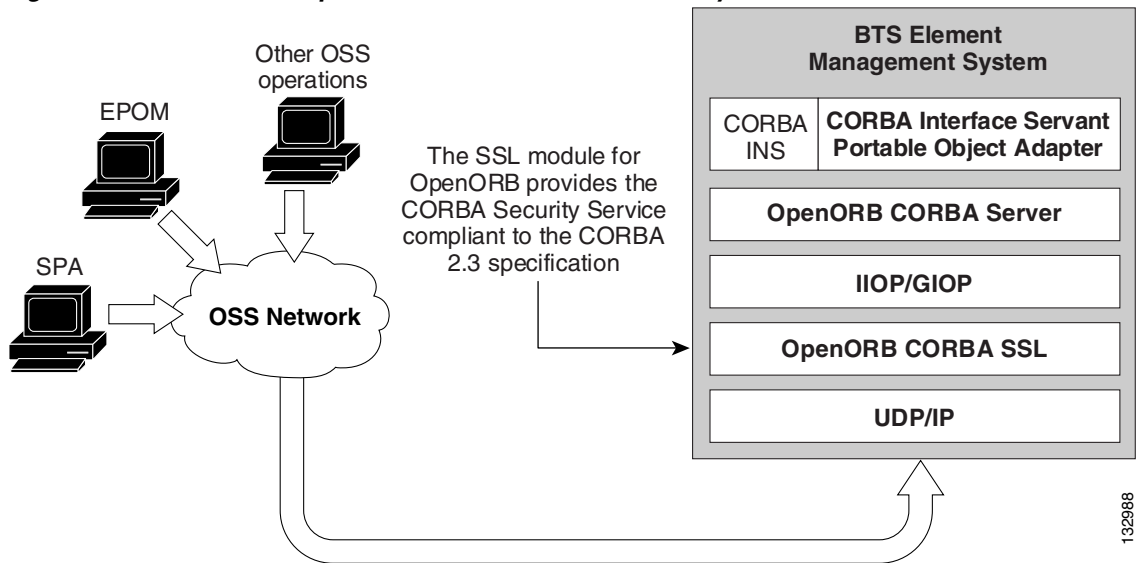 Other OSS
operations
EPOM
SPA
OSS Network
The SSL module for
OpenORB provides the
CORBA Security Service
compliant to the CORBA
2.3 specification
BTS Element
Management System
CORBA
INS
CORBA Interface Servant
Portable Object Adapter
OpenORB CORBA Server
IIOP/GIOP
OpenORB CORBA SSL
UDP/IP
132988